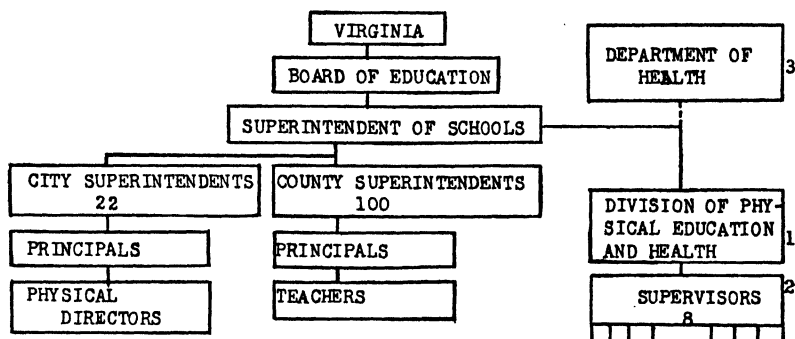 VIRGINIA
BOARD OF EDUCATION
SUPERINTENDENT OF SCHOOLS
DEPARTMENT OF
HEALTH
3
CITY SUPERINTENDENTS
22
COUNTY SUPERINTENDENTS
100
DIVISION OF PHY-
SICAL EDUCATION
AND HEALTH
1
PRINCIPALS
PRINCIPALS
PHYSICAL
DIRECTORS
TEACHERS
SUPERVISORS
8
2